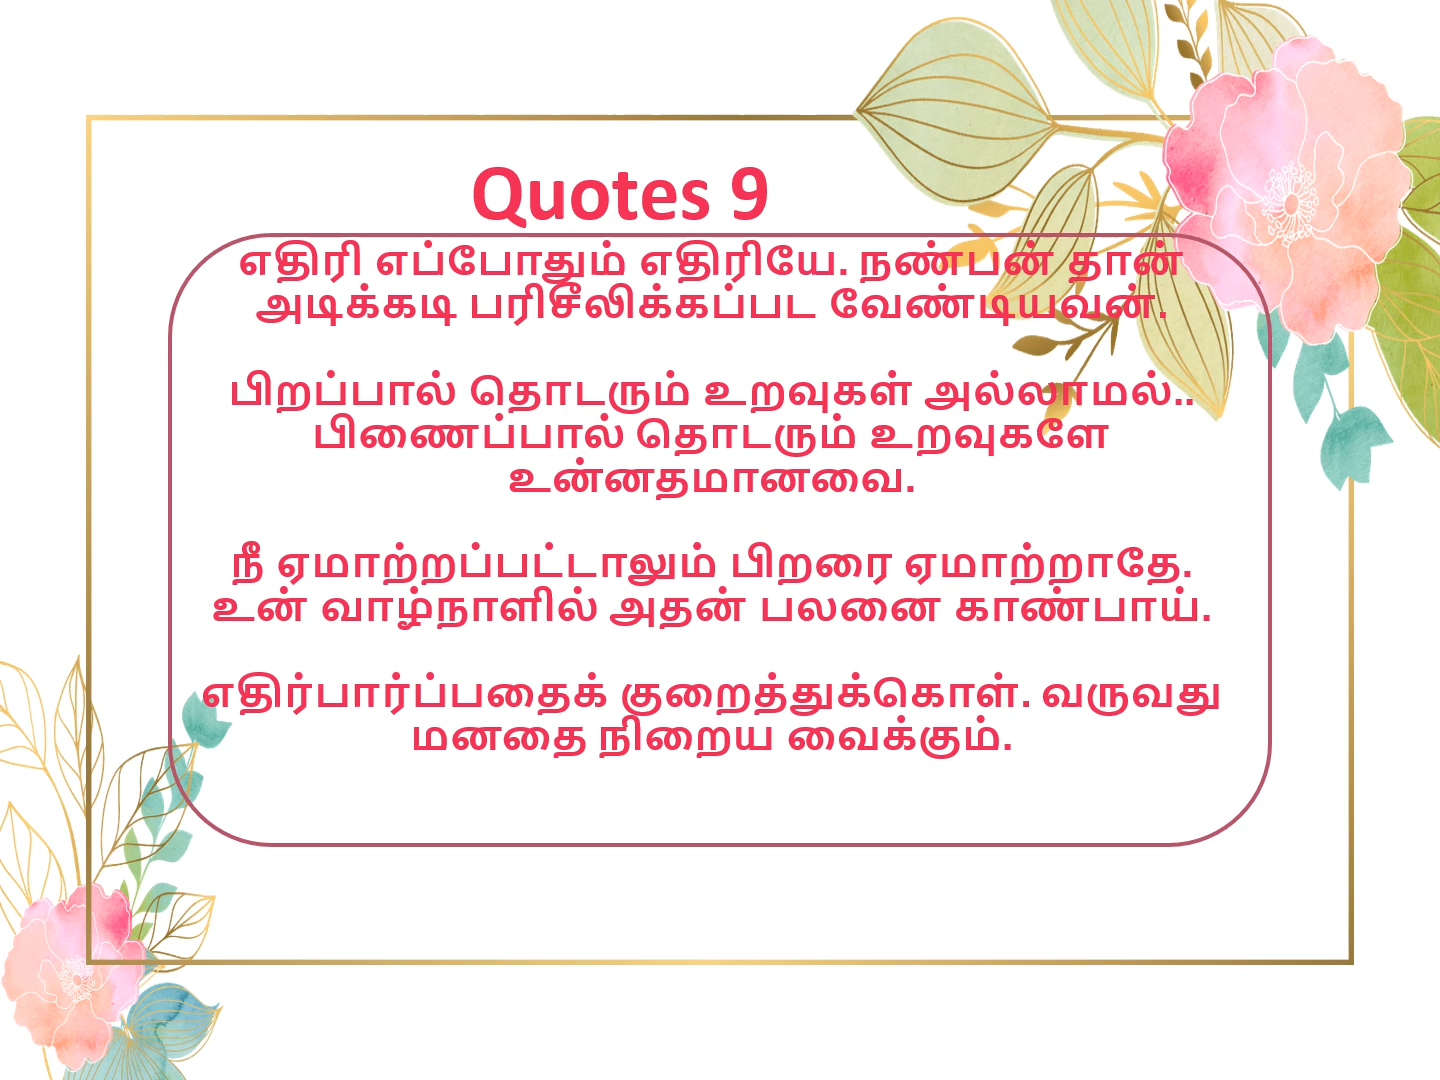 Quotes 9
எதிரி எப்போதும் எதிரியே. நண்பன் தான்
அடிக்கடி பரிசீலிக்கப்பட வேண்டியவன்.
பிறப்பால் தொடரும் உறவுகள் அல்லாமல்..
பிணைப்பால் தொடரும் உறவுகளே
உன்னதமானவை.
நீ ஏமாற்றப்பட்டாலும் பிறரை ஏமாற்றாதே.
உன் வாழ்நாளில் அதன் பலனை காண்பாய்.
எதிர்பார்ப்பதைக் குறைத்துக்கொள். வருவது
மனதை நிறைய வைக்கும்.